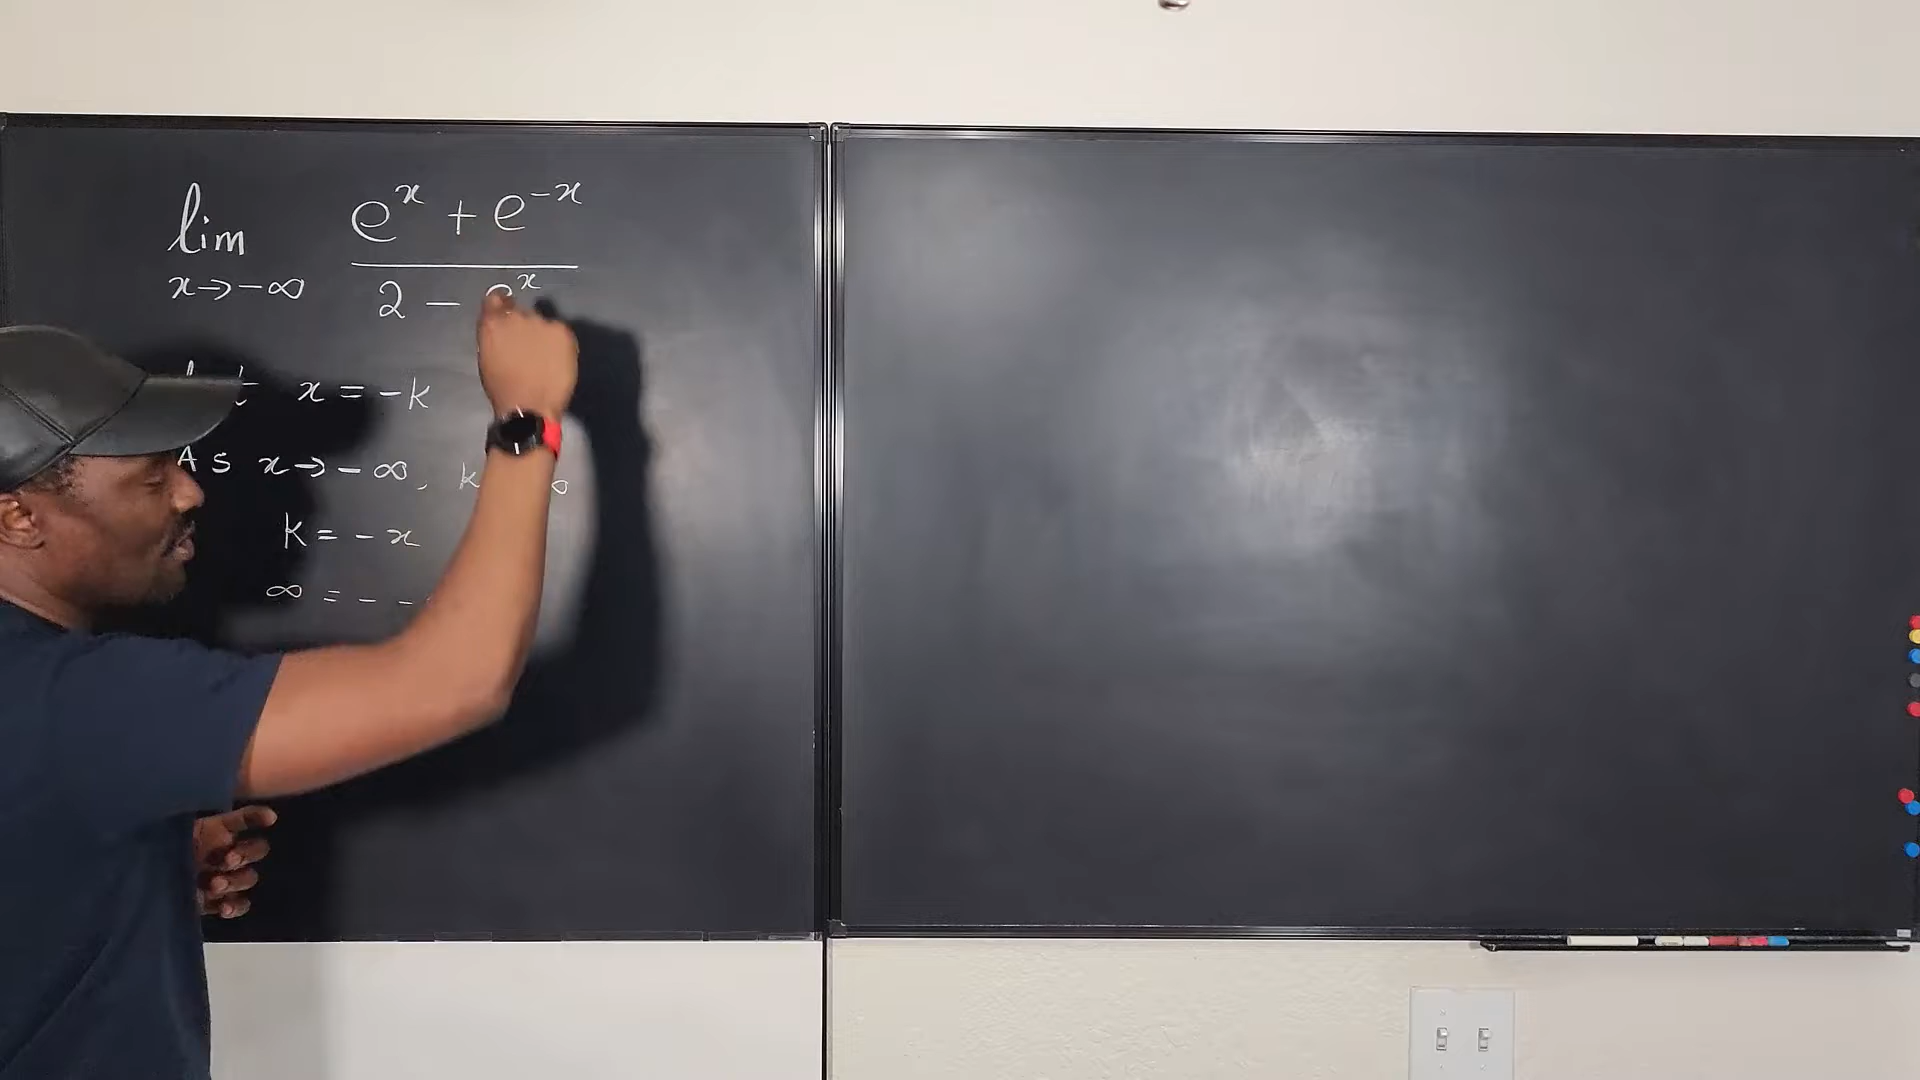 lim e^x + e^-x
x→-∞ 2 - e^x
x = -k
As x→-∞, k
k = -x
∞ = - -